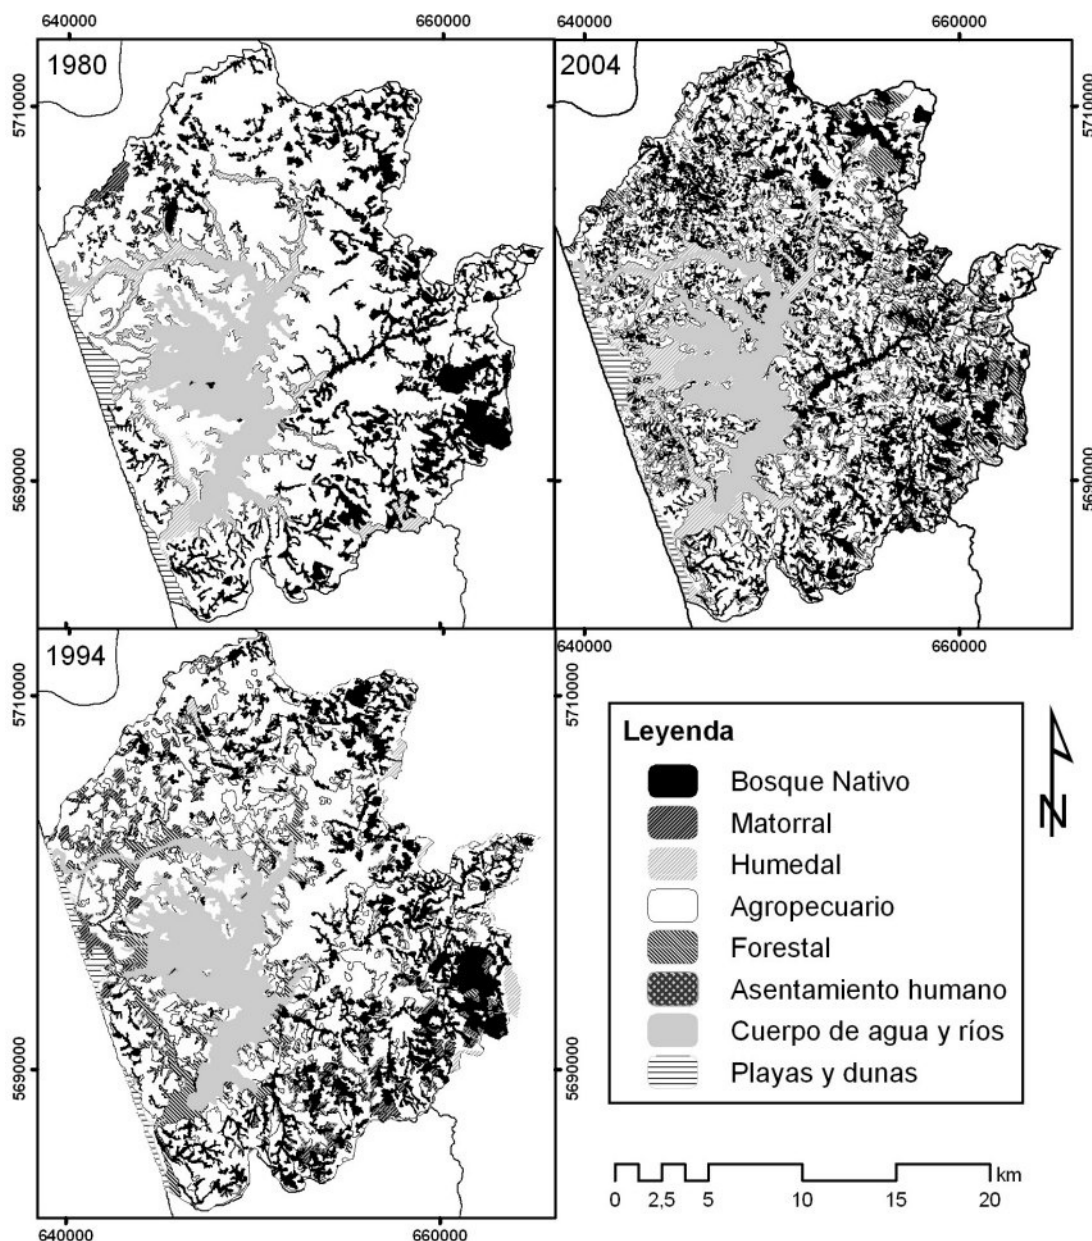 640000
660000
640000
660000
1980
2004
5710000
5710000
5690000
5690000
1994
640000
660000
5710000
5690000
640000
660000
Leyenda
Bosque Nativo
Matorral
Humedal
Agropecuario
Forestal
Asentamiento humano
Cuerpo de agua y ríos
Playas y dunas
N
km
0 2,5 5 10 15 20